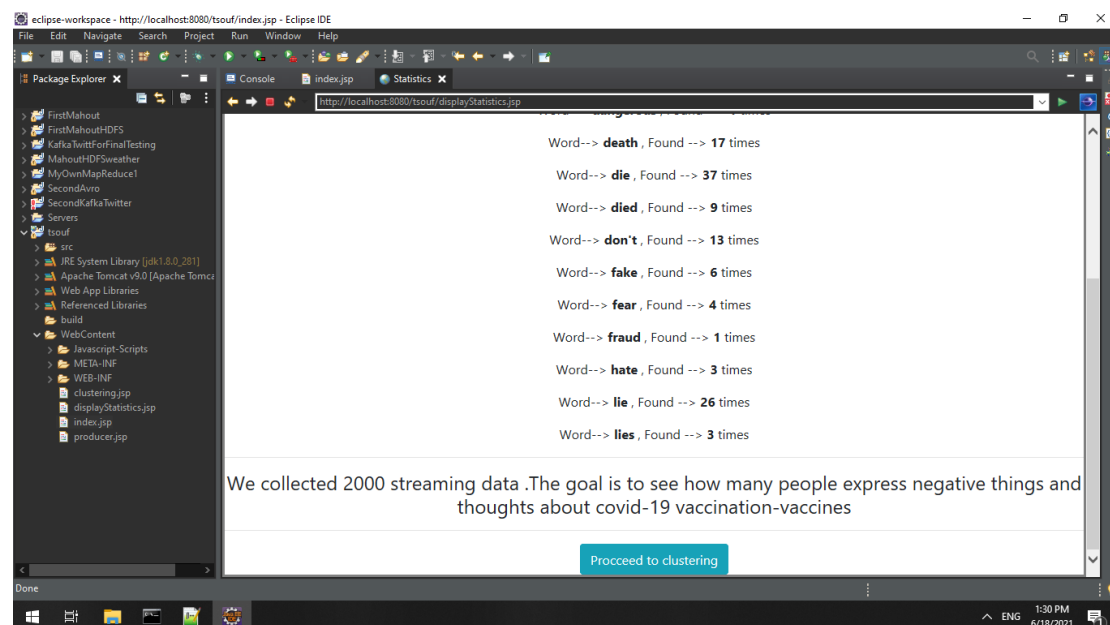 eclipse-workspace - http://localhost:8080/tsouf/index.jsp - Eclipse IDE
File Edit Navigate Search Project Run Window Help
Package Explorer
Console index.jsp Statistics
http://localhost:8080/tsouf/displayStatistics.jsp
FirstMahout
FirstMahoutHDFS
KafkaTwittForFinalTesting
MahoutHDFSweather
MyOwnMapReduce1
SecondAvro
SecondKafkaTwitter
Servers
tsouf
src
JRE System Library [jdk1.8.0_281]
Apache Tomcat v9.0 [Apache Tomca
Web App Libraries
Referenced Libraries
build
WebContent
Javascript-Scripts
META-INF
WEB-INF
clustering.jsp
displayStatistics.jsp
index.jsp
producer.jsp
Word--> death , Found --> 17 times
Word--> die , Found --> 37 times
Word--> died , Found --> 9 times
Word--> don't , Found --> 13 times
Word--> fake , Found --> 6 times
Word--> fear , Found --> 4 times
Word--> fraud , Found --> 1 times
Word--> hate , Found --> 3 times
Word--> lie , Found --> 26 times
Word--> lies , Found --> 3 times
We collected 2000 streaming data .The goal is to see how many people express negative things and
thoughts about covid-19 vaccination-vaccines
Procceed to clustering
Done
ENG
1:30 PM
6/18/2021